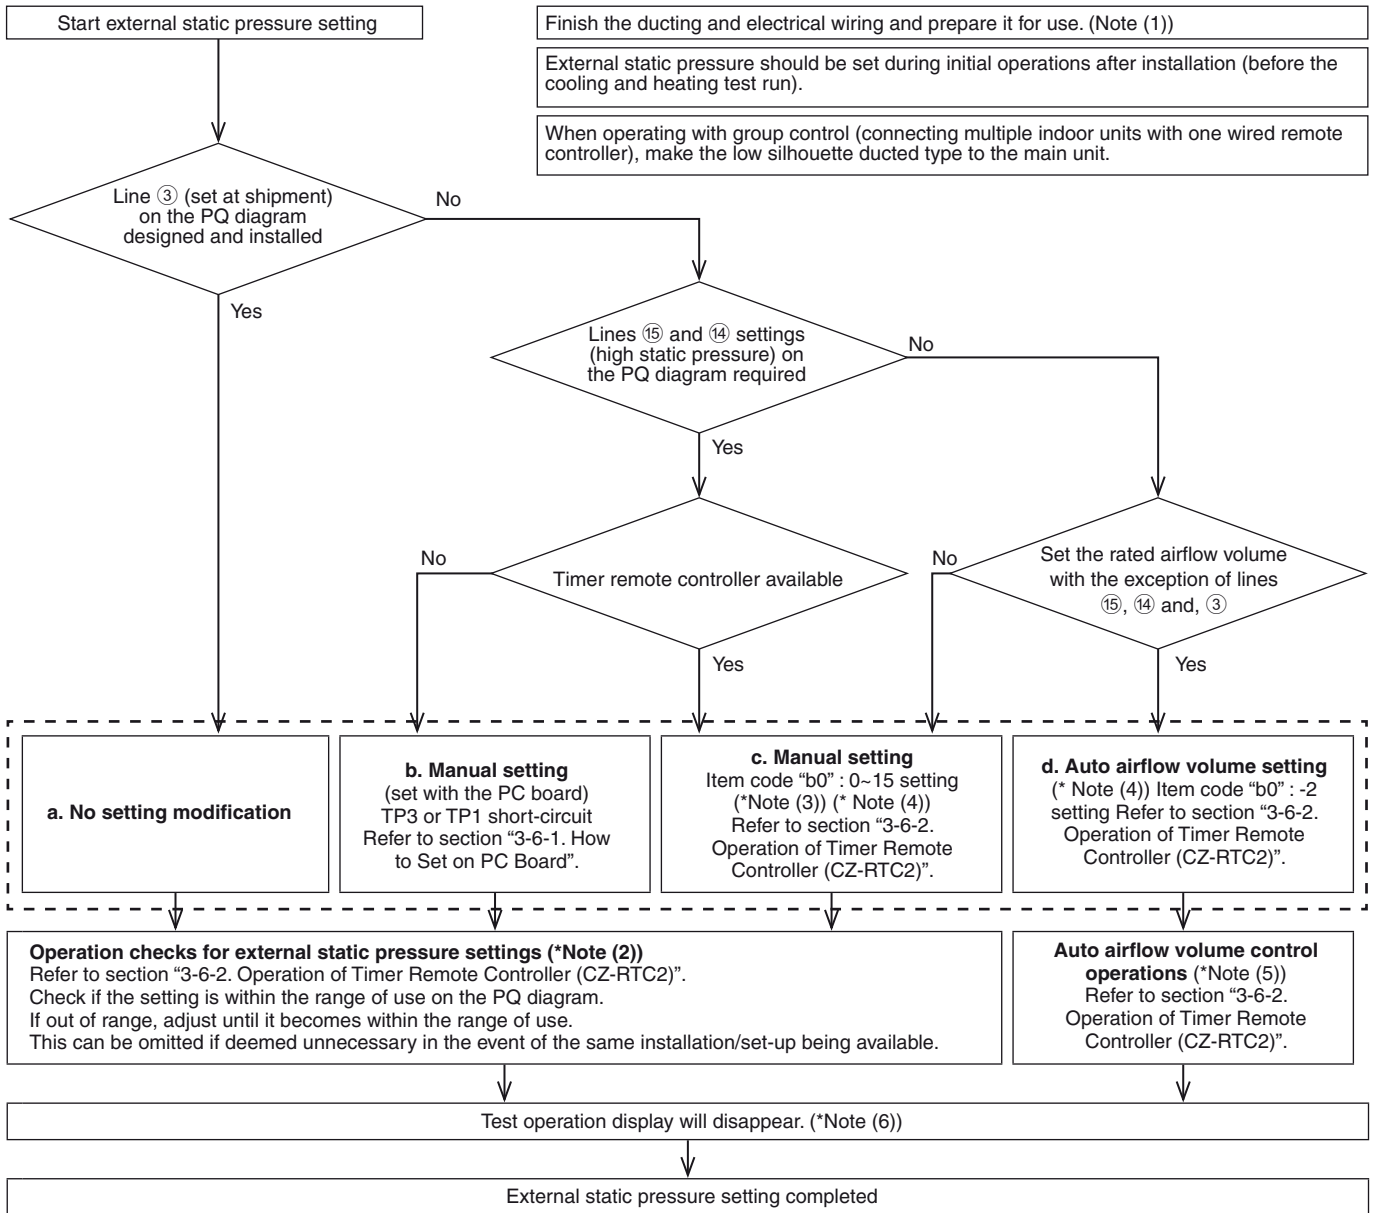 Start external static pressure setting
Finish the ducting and electrical wiring and prepare it for use. (Note (1))
External static pressure should be set during initial operations after installation (before the
cooling and heating test run).
When operating with group control (connecting multiple indoor units with one wired remote
controller), make the low silhouette ducted type to the main unit.
Line ③ (set at shipment)
on the PQ diagram
designed and installed
No
Yes
Lines ⑮ and ⑭ settings
(high static pressure) on
the PQ diagram required
No
Yes
No
Timer remote controller available
Yes
No
Set the rated airflow volume
with the exception of lines
⑮, ⑭ and, ③
Yes
a. No setting modification
b. Manual setting
(set with the PC board)
TP3 or TP1 short-circuit
Refer to section “3-6-1. How
to Set on PC Board”.
c. Manual setting
Item code “b0” : 0~15 setting
(*Note (3)) (* Note (4))
Refer to section “3-6-2.
Operation of Timer Remote
Controller (CZ-RTC2)”.
d. Auto airflow volume setting
(* Note (4)) Item code “b0” : -2
setting Refer to section “3-6-2.
Operation of Timer Remote
Controller (CZ-RTC2)”.
Operation checks for external static pressure settings (*Note (2))
Refer to section “3-6-2. Operation of Timer Remote Controller (CZ-RTC2)”.
Check if the setting is within the range of use on the PQ diagram.
If out of range, adjust until it becomes within the range of use.
This can be omitted if deemed unnecessary in the event of the same installation/set-up being available.
Auto airflow volume control
operations (*Note (5))
Refer to section “3-6-2.
Operation of Timer Remote
Controller (CZ-RTC2)”.
Test operation display will disappear. (*Note (6))
External static pressure setting completed